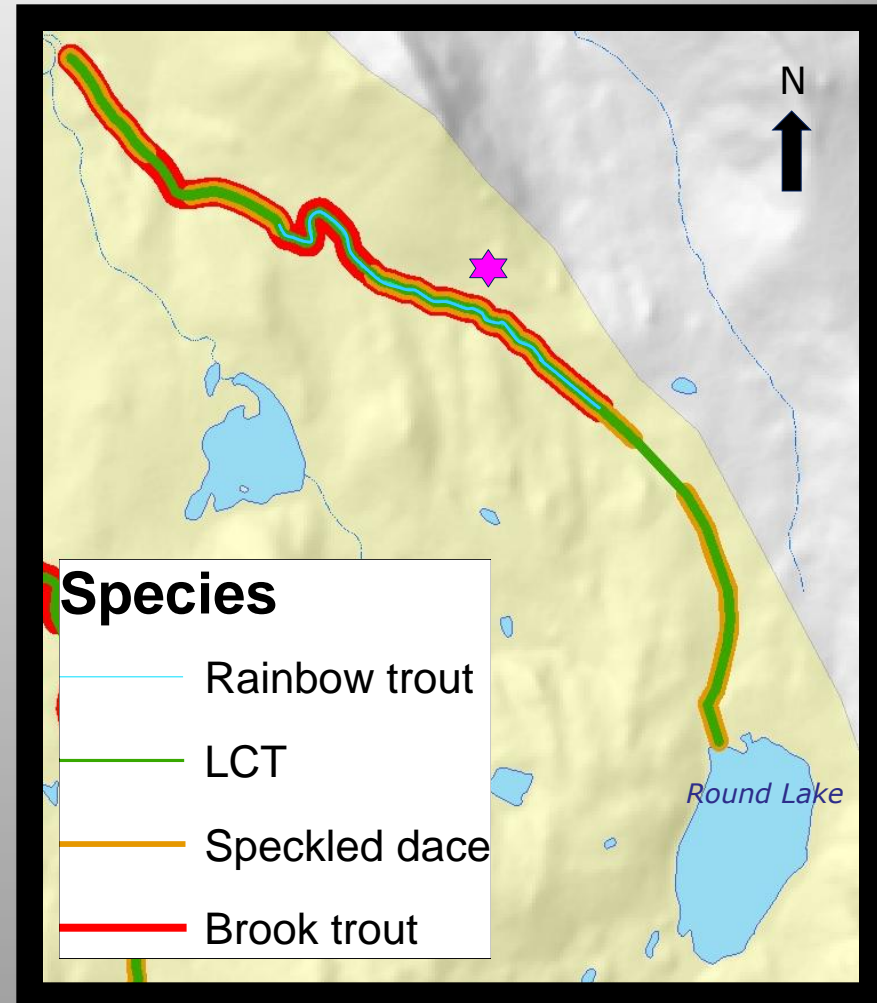 N
Species
Rainbow trout
LCT
Speckled dace
Brook trout
Round Lake